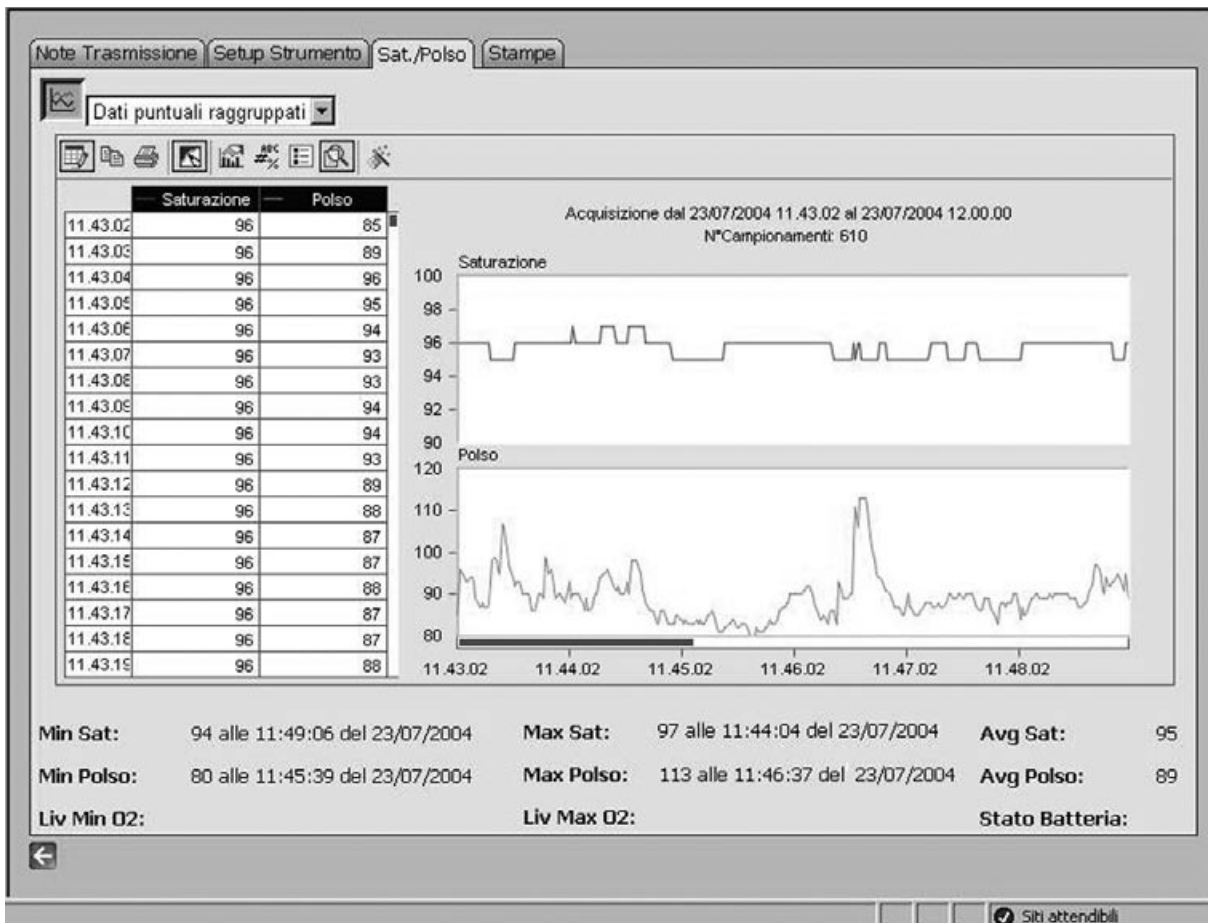 Note Trasmissione Setup Strumento Sat./Polso Stampe
Dati puntuali raggruppati
Saturazione Polso
11.43.02 96 85
11.43.03 96 89
11.43.04 96 96
11.43.05 96 95
11.43.06 96 94
11.43.07 96 93
11.43.08 96 93
11.43.09 96 94
11.43.10 96 94
11.43.11 96 93
11.43.12 96 89
11.43.13 96 88
11.43.14 96 87
11.43.15 96 87
11.43.16 96 88
11.43.17 96 87
11.43.18 96 87
11.43.19 96 88
Acquisizione dal 23/07/2004 11.43.02 al 23/07/2004 12.00.00
N°Campionamenti: 610
Saturazione
100
98
96
94
92
90
Polso
120
110
100
90
80
11.43.02 11.44.02 11.45.02 11.46.02 11.47.02 11.48.02
Min Sat: 94 alle 11:49:06 del 23/07/2004 Max Sat: 97 alle 11:44:04 del 23/07/2004 Avg Sat: 95
Min Polso: 80 alle 11:45:39 del 23/07/2004 Max Polso: 113 alle 11:46:37 del 23/07/2004 Avg Polso: 89
Liv Min O2: Liv Max O2: Stato Batteria:
Siti attendibili